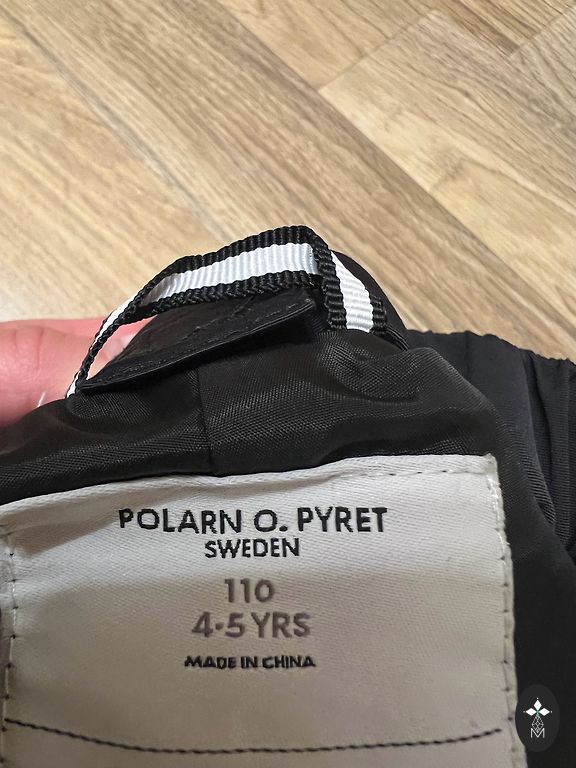 POLARN O. PYRET
SWEDEN
110
4-5 YRS
MADE IN CHINA
M